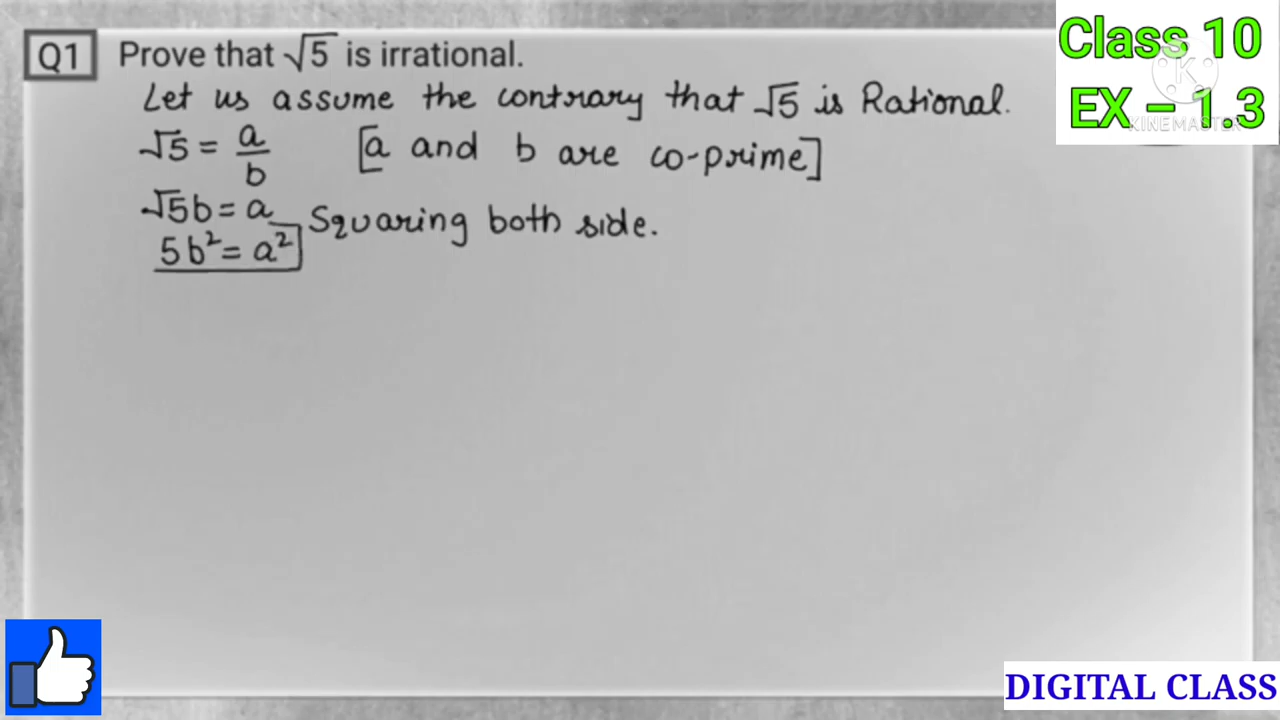 Class 10
EX – 1.3
KINEMASTER
Q1 Prove that √5 is irrational.
Let us assume the contrary that √5 is Rational.
√5 = a/b [a and b are co-prime]
√5b = a
Squaring both side.
5b² = a²
DIGITAL CLASS